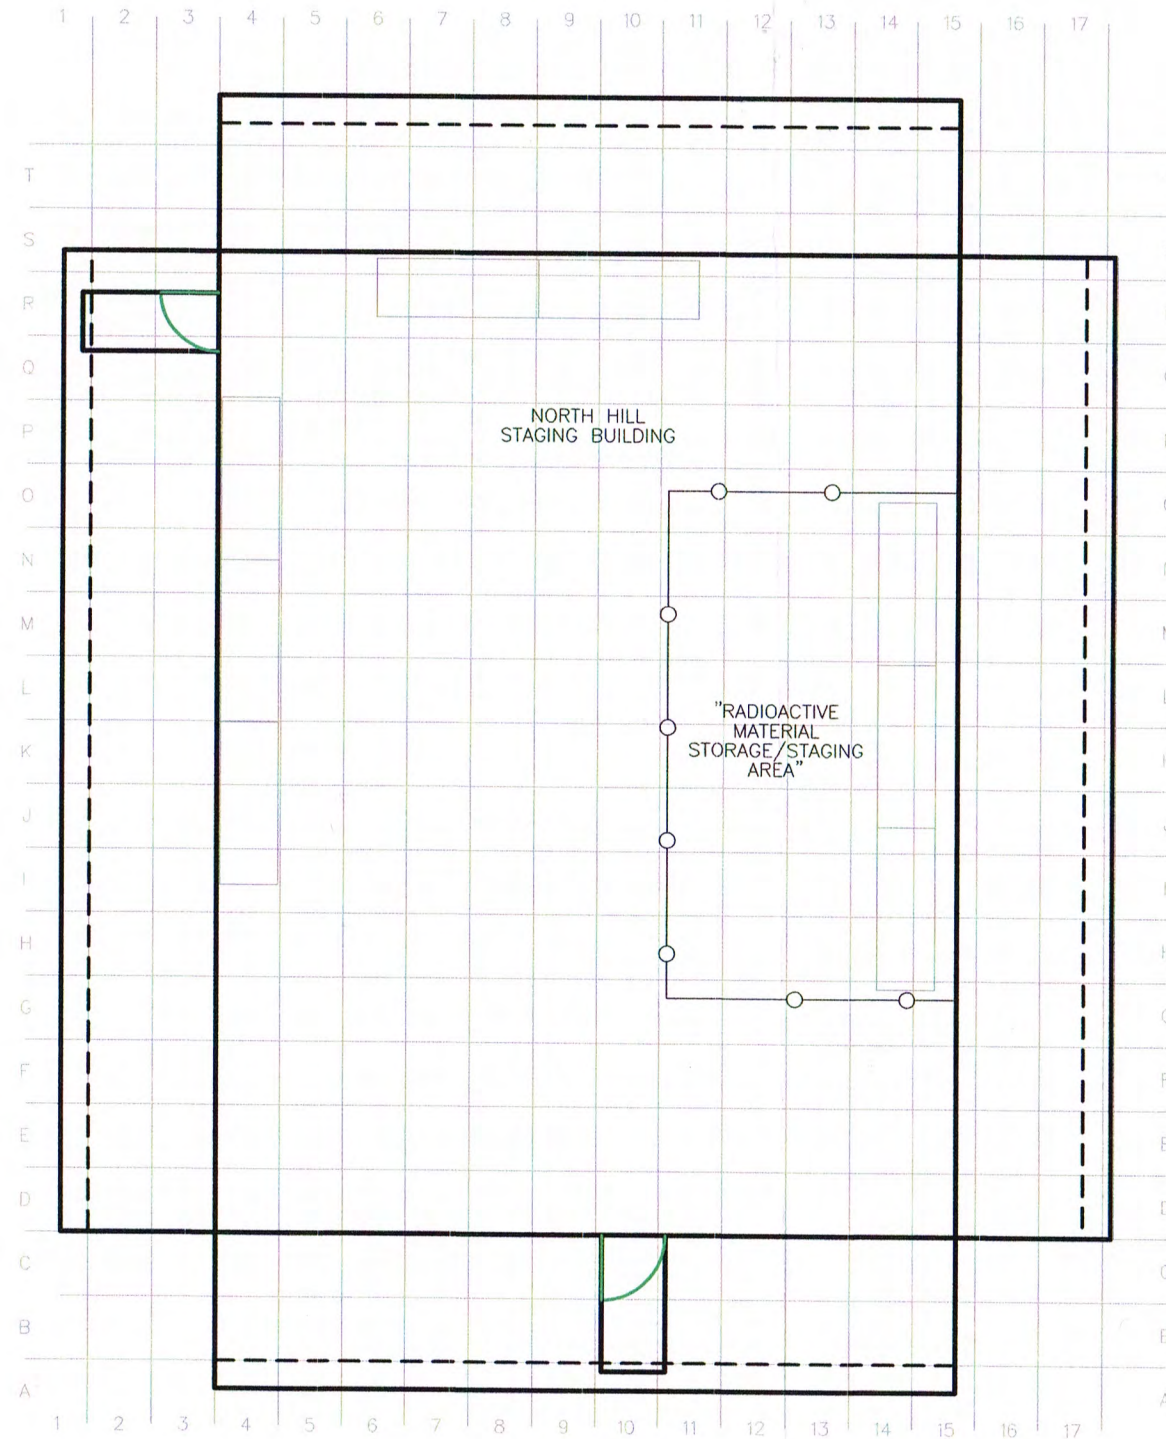 1 2 3 4 5 6 7 8 9 10 11 12 13 14 15 16 17
T
S
R
Q
NORTH HILL
P
STAGING BUILDING
O
N
M
L
"RADIOACTIVE
MATERIAL
K
STORAGE/STAGING
AREA"
J
I
H
G
F
E
D
D
C
B
A
1 2 3 4 5 6 7 8 9 10 11 12 13 14 15 16 17